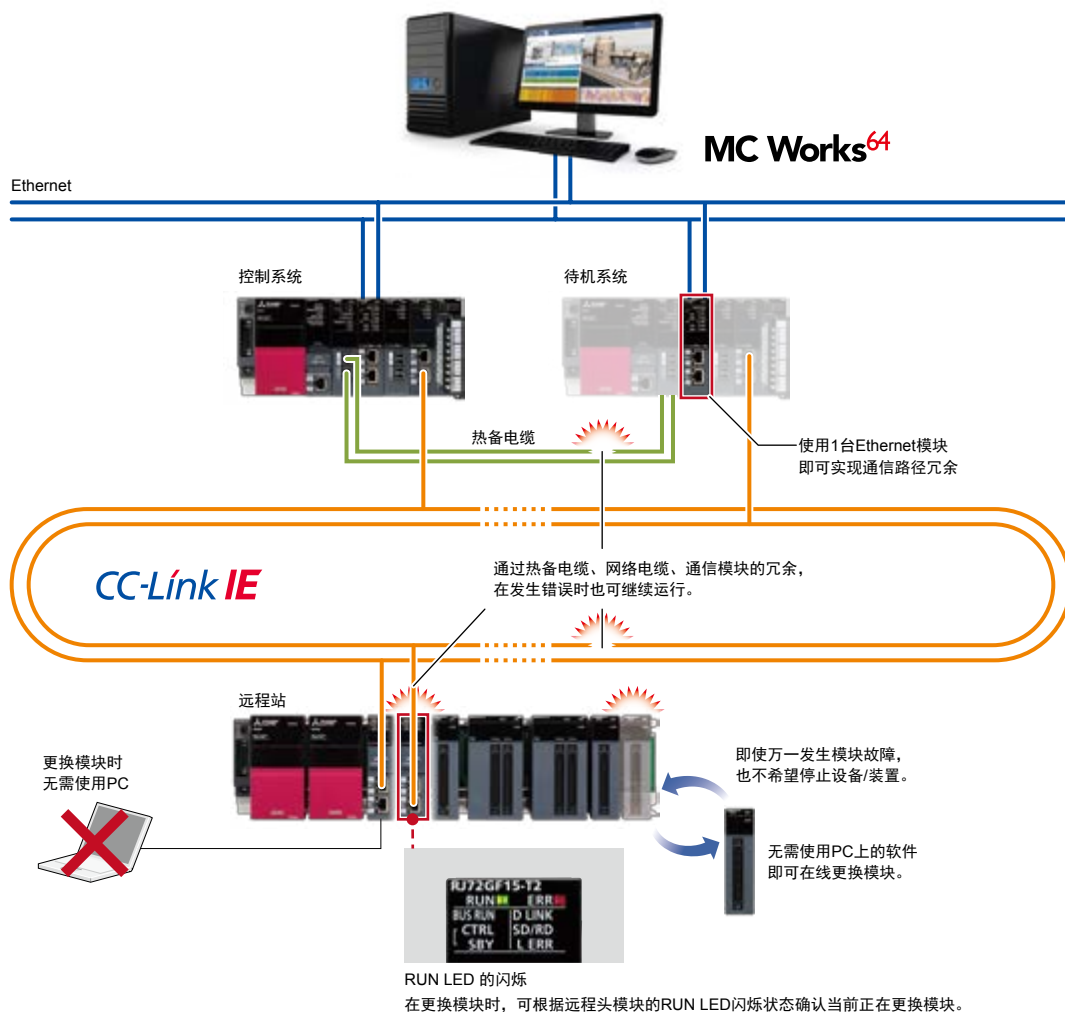 MC Works64
Ethernet
控制系统
待机系统
热备电缆
使用1台Ethernet模块
即可实现通信路径冗余
通过热备电缆、网络电缆、通信模块的冗余，
在发生错误时也可继续运行。
CC-Link IE
远程站
更换模块时
无需使用PC
即使万一发生模块故障，
也不希望停止设备/装置。
无需使用PC上的软件
即可在线更换模块。
RJ72GF15-T2
RUN ERR
BUS RUN D LINK
CTRL SD/RD
SBY L ERR
RUN LED 的闪烁
在更换模块时，可根据远程头模块的RUN LED闪烁状态确认当前正在更换模块。